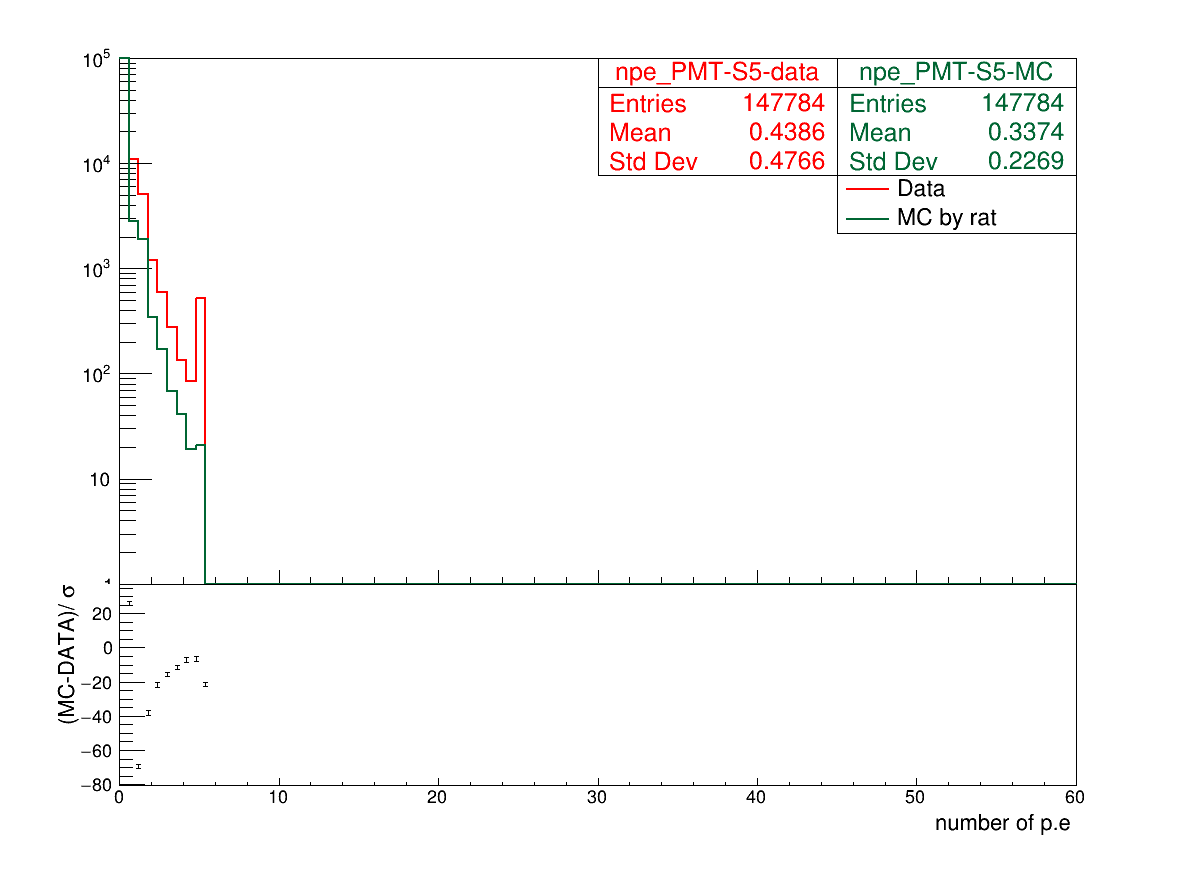 npe_PMT-S5-data
Entries 147784
Mean 0.4386
Std Dev 0.4766
npe_PMT-S5-MC
Entries 147784
Mean 0.3374
Std Dev 0.2269
Data
MC by rat
10^5
10^4
10^3
10^2
10
1
(MC-DATA)/ σ
20
0
−20
−40
−60
−80
0 10 20 30 40 50 60
number of p.e